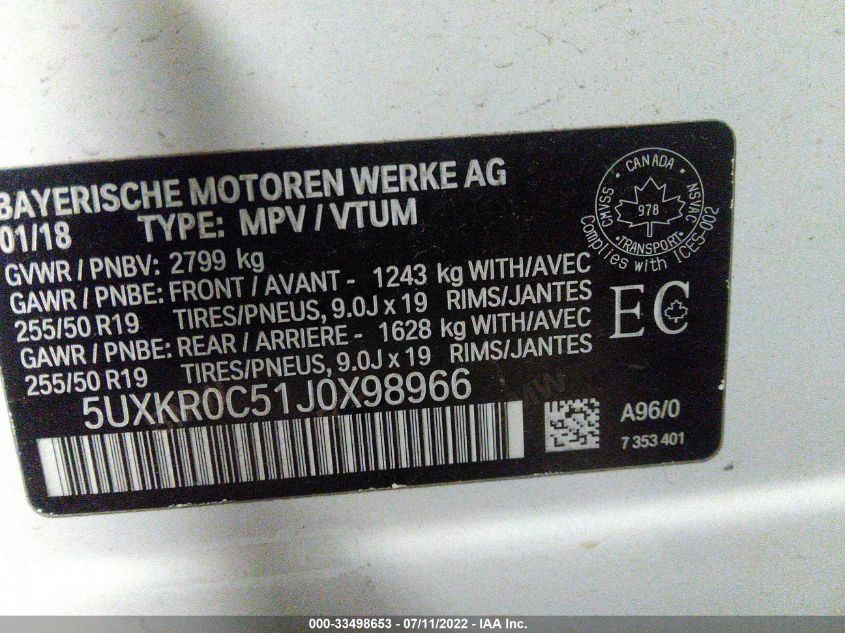 BAYERISCHE MOTOREN WERKE AG
01/18 TYPE: MPV / VTUM
GVWR / PNBV: 2799 kg
GAWR / PNBE: FRONT / AVANT - 1243 kg WITH/AVEC
255/50 R19 TIRES/PNEUS, 9.0J x 19 RIMS/JANTES
GAWR / PNBE: REAR / ARRIERE - 1628 kg WITH/AVEC
255/50 R19 TIRES/PNEUS, 9.0J x 19 RIMS/JANTES
5UXKR0C51J0X98966
CANADA
CMVSS NSVAC
978
TRANSPORT
Complies with ICES-002
EC
A96/0
7 353 401
000-33498653 - 07/11/2022 - IAA Inc.